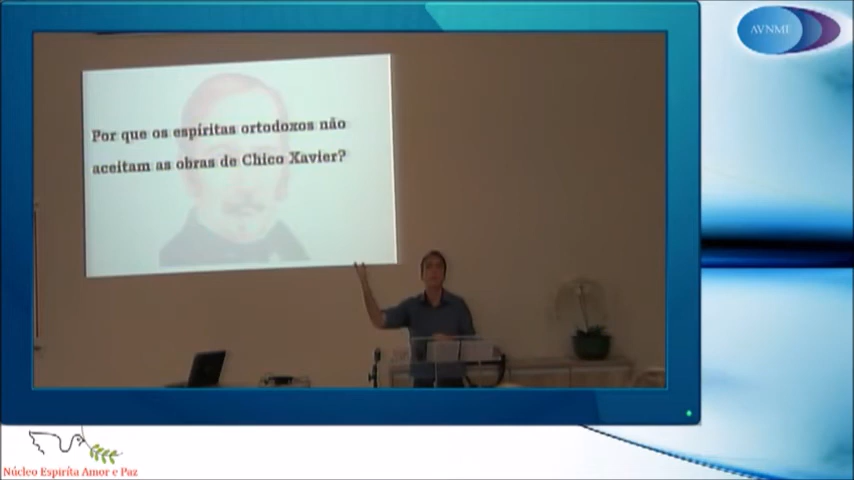 AVNME
Por que os espíritas ortodoxos não
aceitam as obras de Chico Xavier?
Núcleo Espírita Amor e Paz